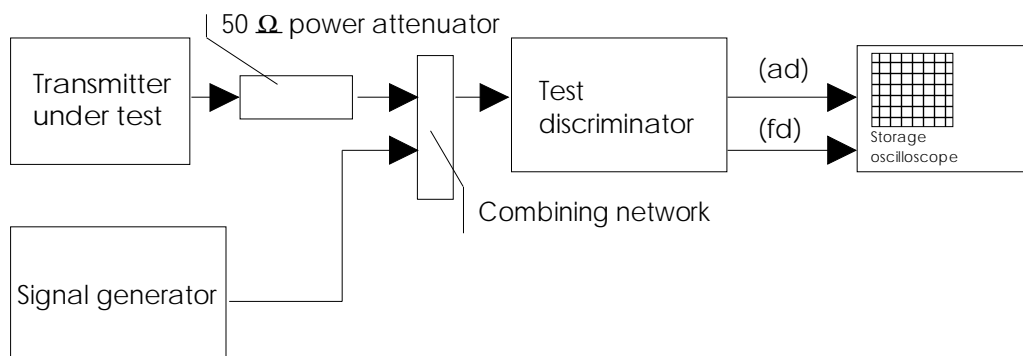 50 Ω power attenuator
Transmitter
under test
Test
discriminator
(ad)
(fd)
Storage
oscilloscope
Combining network
Signal generator